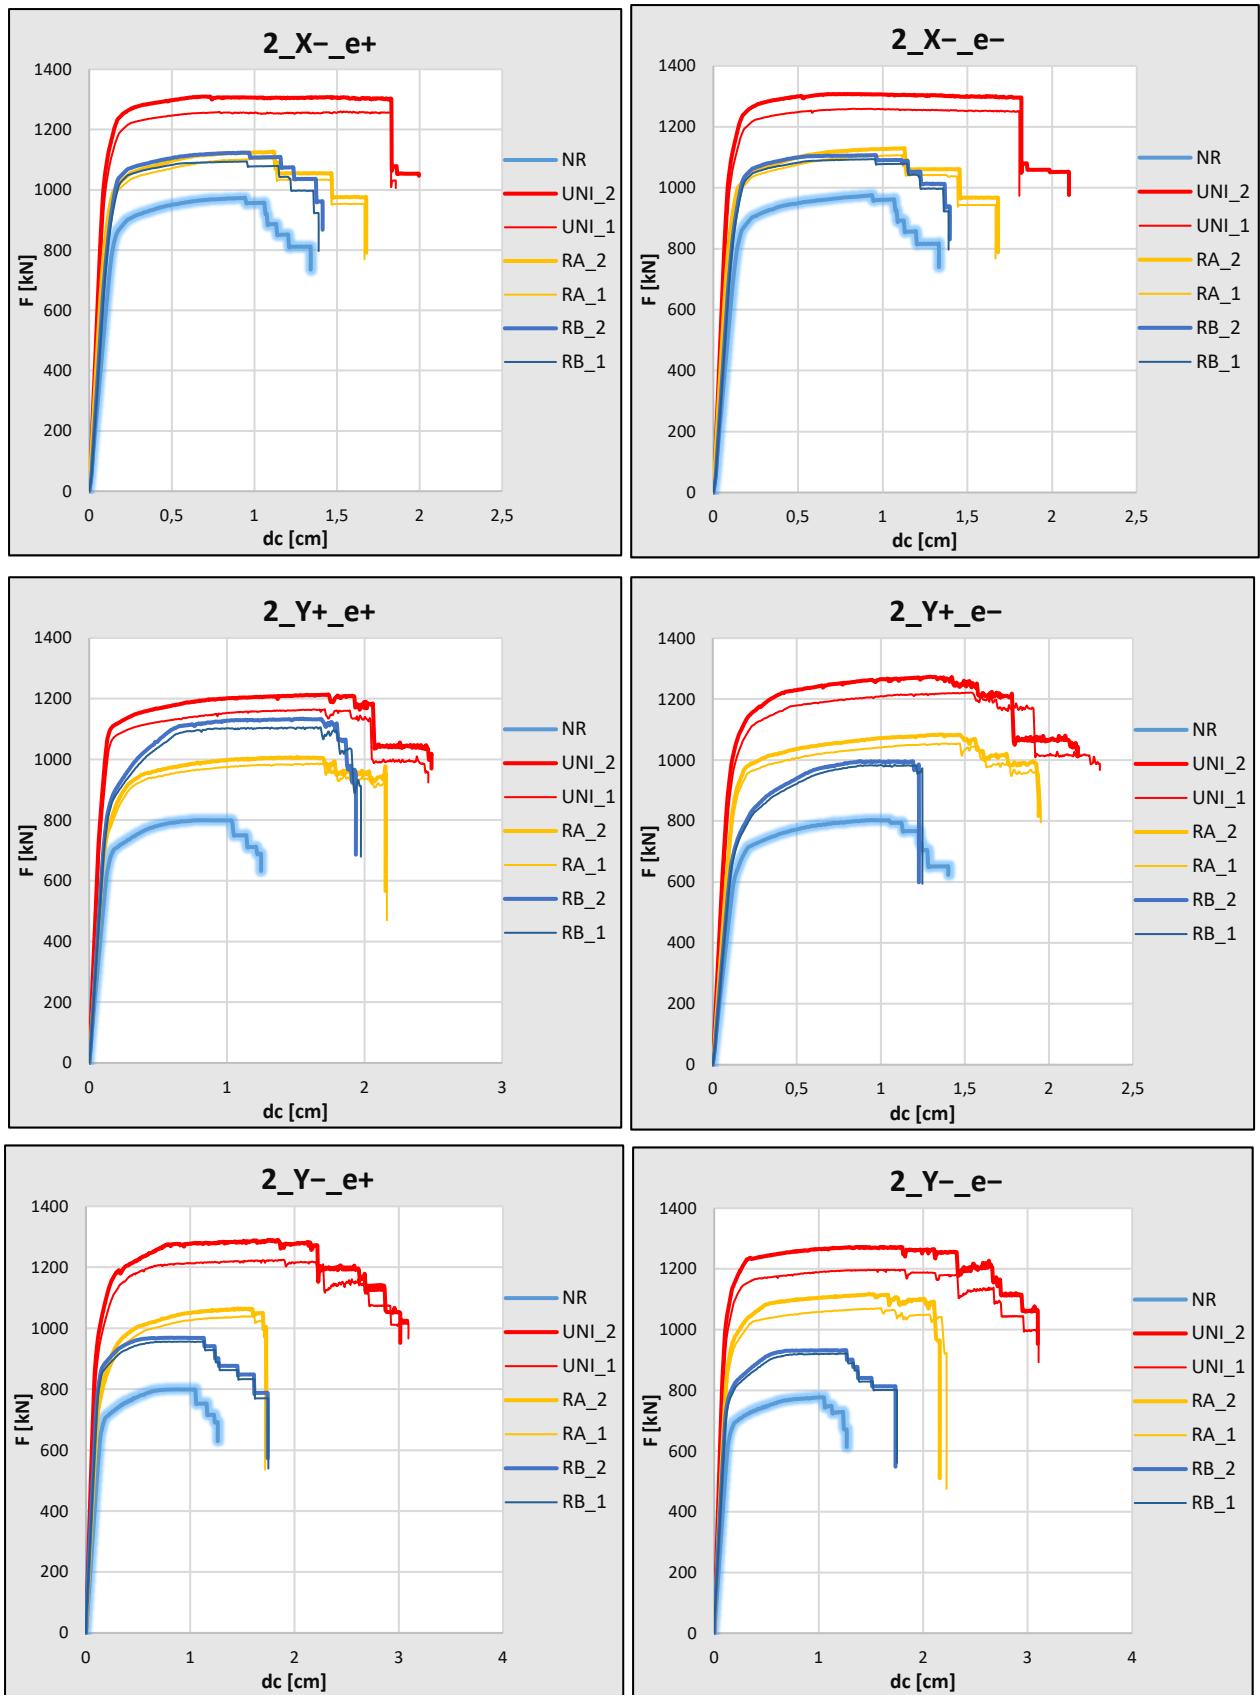 2_X−_e+
1400
1200
1000
800
600
400
200
0
F [kN]
0 0,5 1 1,5 2 2,5
dc [cm]
NR
UNI_2
UNI_1
RA_2
RA_1
RB_2
RB_1
2_X−_e−
1400
1200
1000
800
600
400
200
0
F [kN]
0 0,5 1 1,5 2 2,5
dc [cm]
NR
UNI_2
UNI_1
RA_2
RA_1
RB_2
RB_1
2_Y+_e+
1400
1200
1000
800
600
400
200
0
F [kN]
0 1 2 3
dc [cm]
NR
UNI_2
UNI_1
RA_2
RA_1
RB_2
RB_1
2_Y+_e−
1400
1200
1000
800
600
400
200
0
F [kN]
0 0,5 1 1,5 2 2,5
dc [cm]
NR
UNI_2
UNI_1
RA_2
RA_1
RB_2
RB_1
2_Y−_e+
1400
1200
1000
800
600
400
200
0
F [kN]
0 1 2 3 4
dc [cm]
NR
UNI_2
UNI_1
RA_2
RA_1
RB_2
RB_1
2_Y−_e−
1400
1200
1000
800
600
400
200
0
F [kN]
0 1 2 3 4
dc [cm]
NR
UNI_2
UNI_1
RA_2
RA_1
RB_2
RB_1